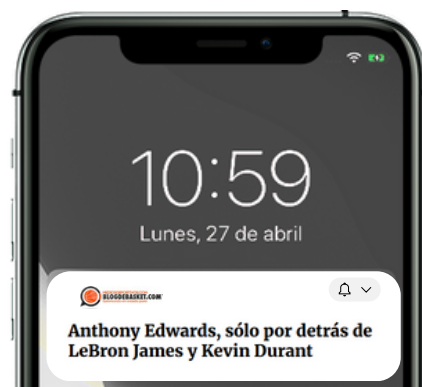 10:59
Lunes, 27 de abril
BLOGDEBASKET.COM
Anthony Edwards, sólo por detrás de
LeBron James y Kevin Durant